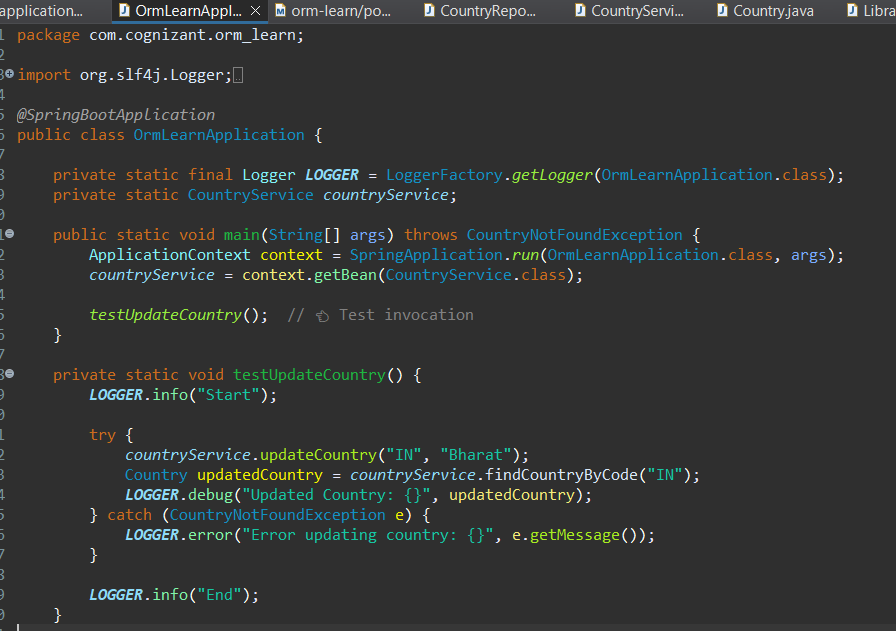 application... OrmLearnAppl... orm-learn/po... CountryRepo... CountryServi... Country.java Libra
package com.cognizant.orm_learn;
import org.slf4j.Logger;
@SpringBootApplication
public class OrmLearnApplication {
private static final Logger LOGGER = LoggerFactory.getLogger(OrmLearnApplication.class);
private static CountryService countryService;
public static void main(String[] args) throws CountryNotFoundException {
ApplicationContext context = SpringApplication.run(OrmLearnApplication.class, args);
countryService = context.getBean(CountryService.class);
testUpdateCountry(); // 👈 Test invocation
}
private static void testUpdateCountry() {
LOGGER.info("Start");
try {
countryService.updateCountry("IN", "Bharat");
Country updatedCountry = countryService.findCountryByCode("IN");
LOGGER.debug("Updated Country: {}", updatedCountry);
} catch (CountryNotFoundException e) {
LOGGER.error("Error updating country: {}", e.getMessage());
}
LOGGER.info("End");
}